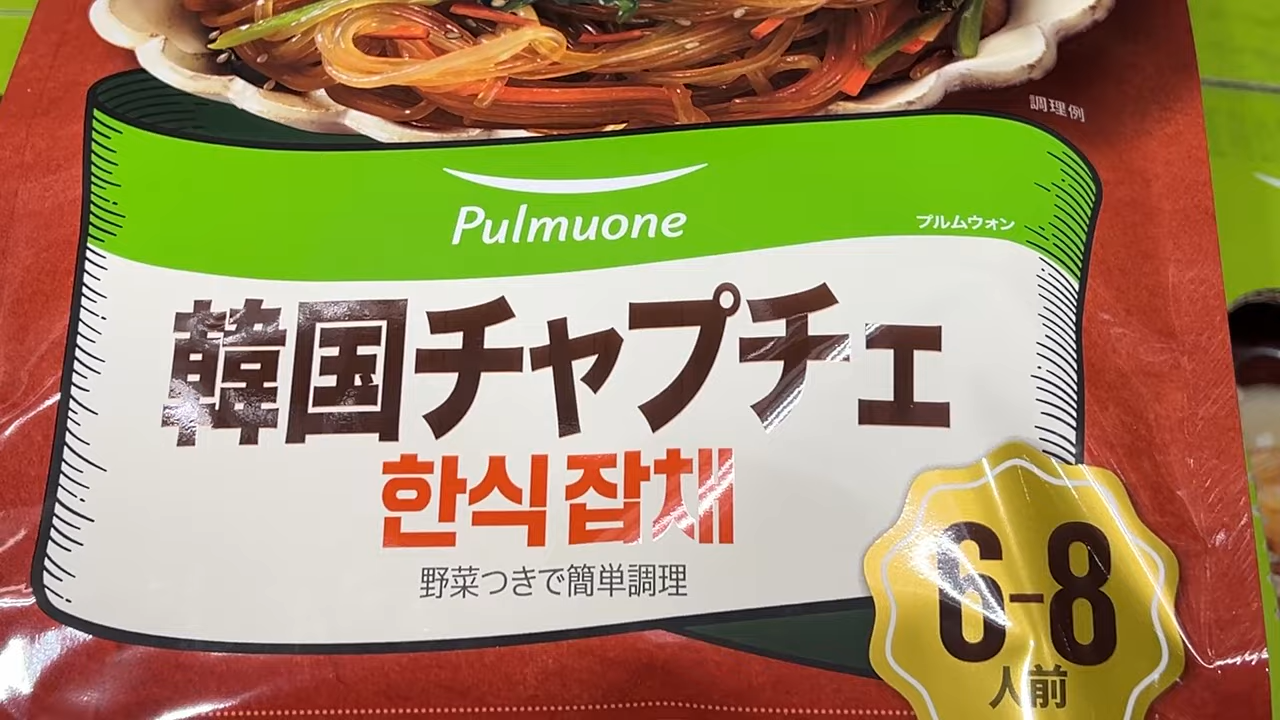 調理例
Pulmuone
プルムウォン
韓国チャプチェ
한식 잡채
野菜つきで簡単調理
6-8
人前